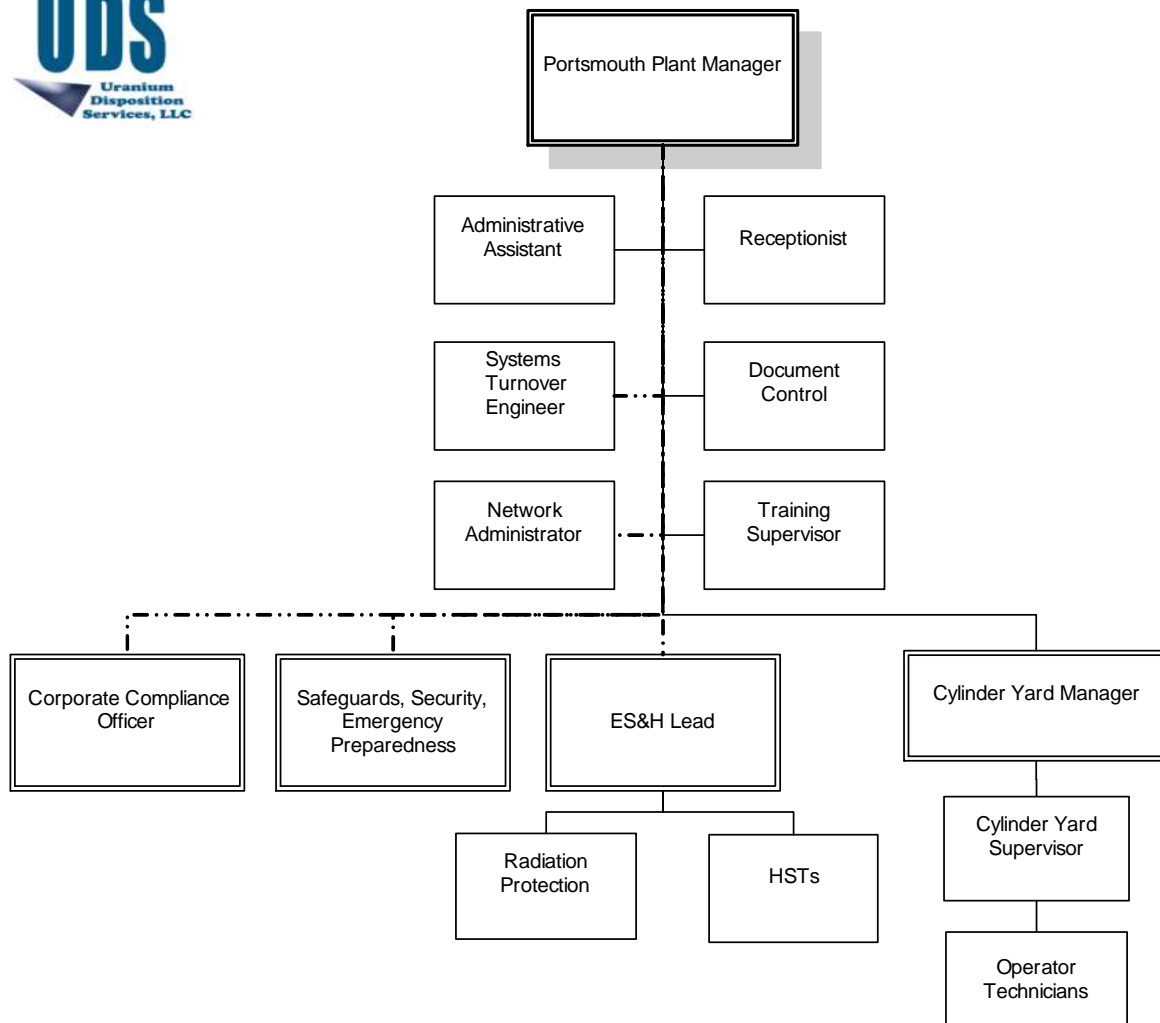 UDS
Uranium
Disposition
Services, LLC
Portsmouth Plant Manager
Administrative
Assistant
Receptionist
Systems
Turnover
Engineer
Document
Control
Network
Administrator
Training
Supervisor
Corporate Compliance
Officer
Safeguards, Security,
Emergency
Preparedness
ES&H Lead
Cylinder Yard Manager
Radiation
Protection
HSTs
Cylinder Yard
Supervisor
Operator
Technicians